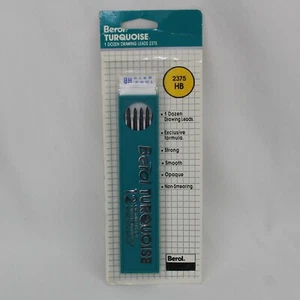 Berol
TURQUOISE
1 DOZEN DRAWING LEADS 2375
2375
HB
• 1 Dozen
Drawing Leads
• Exclusive
formula
• Strong
• Smooth
• Opaque
• Non-Smearing
Berol TURQUOISE
Berol